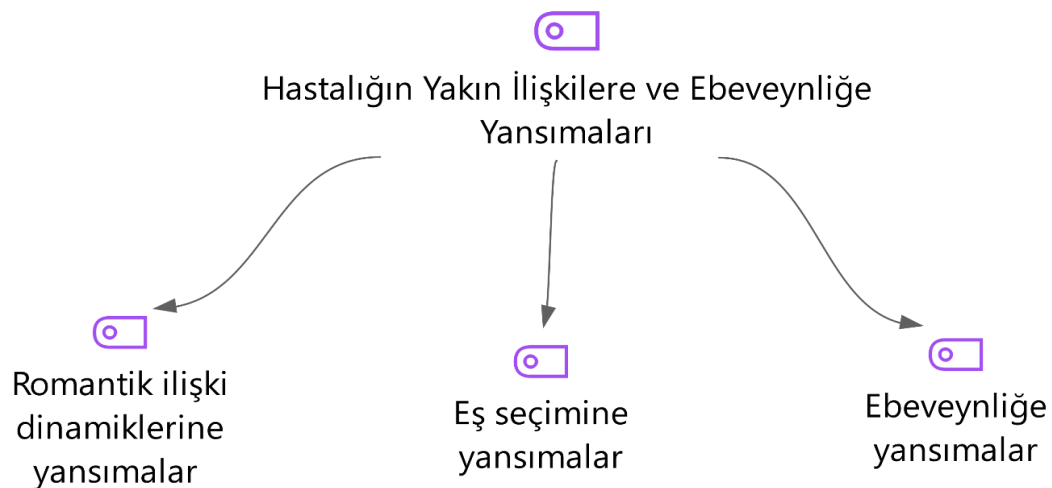 Hastalığın Yakın İlişkilere ve Ebeveynliğe
Yansımaları
Romantik ilişki
dinamiklerine
yansımalar
Eş seçimine
yansımalar
Ebeveynliğe
yansımalar